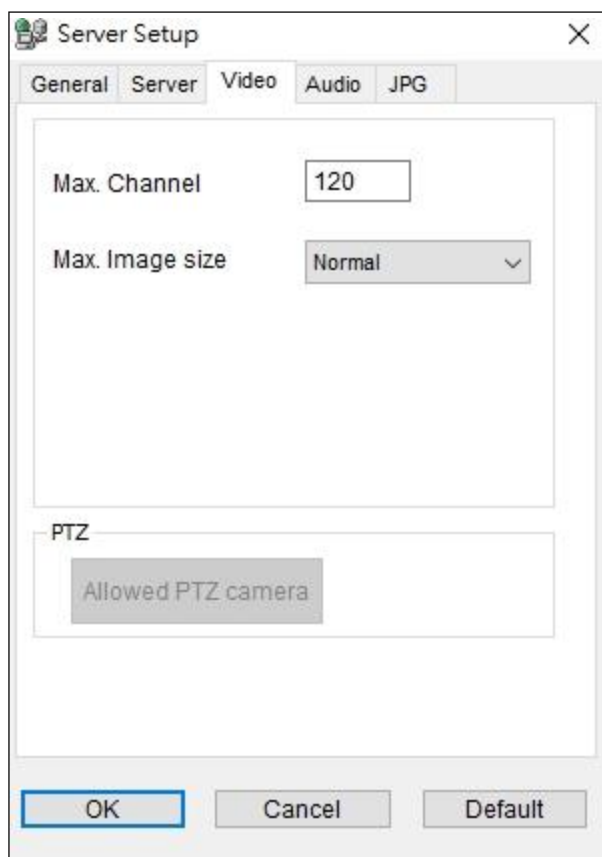 Server Setup
General Server Video Audio JPG
Max. Channel 120
Max. Image size Normal
PTZ
Allowed PTZ camera
OK Cancel Default